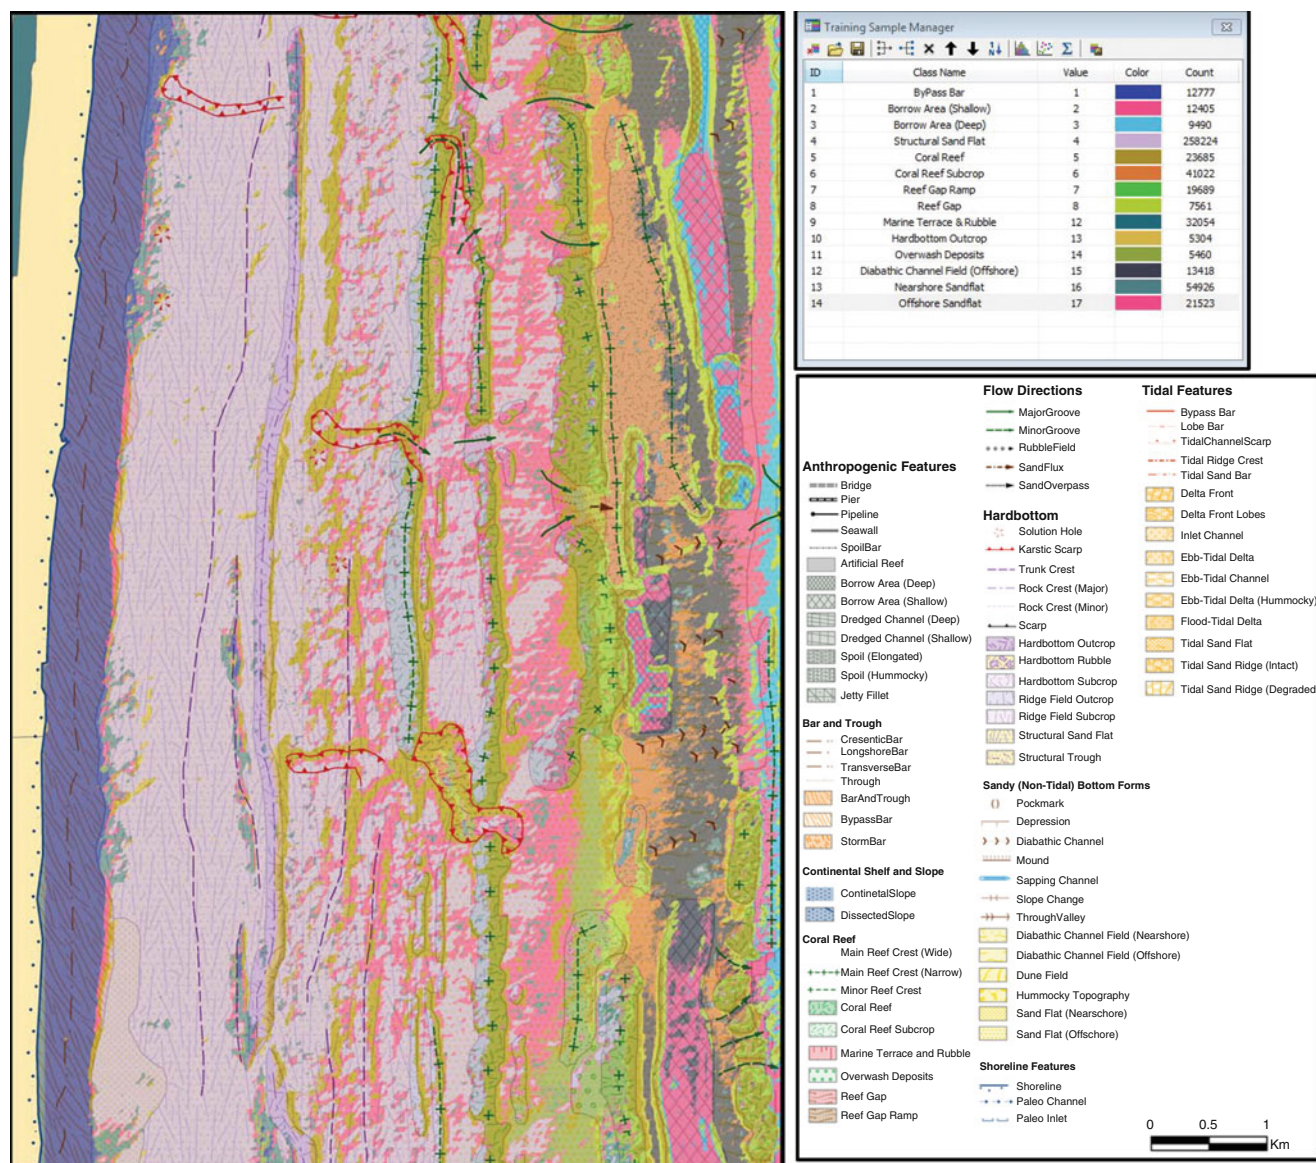 Training Sample Manager
ID Class Name Value Color Count
1 ByPass Bar 1 12777
2 Borrow Area (Shallow) 2 12405
3 Borrow Area (Deep) 3 9490
4 Structural Sand Flat 4 258224
5 Coral Reef 5 23685
6 Coral Reef Subcrop 6 41022
7 Reef Gap Ramp 7 19689
8 Reef Gap 8 7561
9 Marine Terrace & Rubble 12 32054
10 Hardbottom Outcrop 13 5304
11 Overwash Deposits 14 5460
12 Diabathic Channel Field (Offshore) 15 13418
13 Nearshore Sandflat 16 54926
14 Offshore Sandflat 17 21523
Anthropogenic Features
Bridge
Pier
Pipeline
Seawall
SpoilBar
Artificial Reef
Borrow Area (Deep)
Borrow Area (Shallow)
Dredged Channel (Deep)
Dredged Channel (Shallow)
Spoil (Elongated)
Spoil (Hummocky)
Jetty Fillet
Bar and Trough
CresenticBar
LongshoreBar
TransverseBar
Through
BarAndTrough
BypassBar
StormBar
Continental Shelf and Slope
ContinetalSlope
DissectedSlope
Coral Reef
Main Reef Crest (Wide)
Main Reef Crest (Narrow)
Minor Reef Crest
Coral Reef
Coral Reef Subcrop
Marine Terrace and Rubble
Overwash Deposits
Reef Gap
Reef Gap Ramp
Flow Directions
MajorGroove
MinorGroove
RubbleField
SandFlux
SandOverpass
Hardbottom
Solution Hole
Karstic Scarp
Trunk Crest
Rock Crest (Major)
Rock Crest (Minor)
Scarp
Hardbottom Outcrop
Hardbottom Rubble
Hardbottom Subcrop
Ridge Field Outcrop
Ridge Field Subcrop
Structural Sand Flat
Structural Trough
Sandy (Non-Tidal) Bottom Forms
Pockmark
Depression
Diabathic Channel
Mound
Sapping Channel
Slope Change
ThroughValley
Diabathic Channel Field (Nearshore)
Diabathic Channel Field (Offshore)
Dune Field
Hummocky Topography
Sand Flat (Nearschore)
Sand Flat (Offschore)
Shoreline Features
Shoreline
Paleo Channel
Paleo Inlet
Tidal Features
Bypass Bar
Lobe Bar
TidalChannelScarp
Tidal Ridge Crest
Tidal Sand Bar
Delta Front
Delta Front Lobes
Inlet Channel
Ebb-Tidal Delta
Ebb-Tidal Channel
Ebb-Tidal Delta (Hummocky)
Flood-Tidal Delta
Tidal Sand Flat
Tidal Sand Ridge (Intact)
Tidal Sand Ridge (Degraded
0 0.5 1
Km